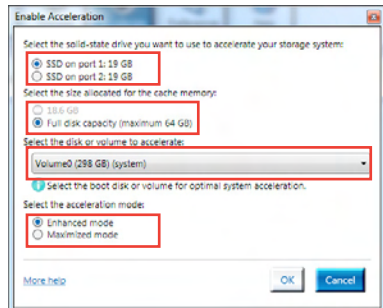 Enable Acceleration
Select the solid-state drive you want to use to accelerate your storage system:
SSD on port 1: 19 GB
SSD on port 2: 19 GB
Select the size allocated for the cache memory:
18.6 GB
Full disk capacity (maximum 64 GB)
Select the disk or volume to accelerate:
Volume0 (298 GB) (system)
Select the boot disk or volume for optimal system acceleration.
Select the acceleration mode:
Enhanced mode
Maximized mode
More help
OK
Cancel